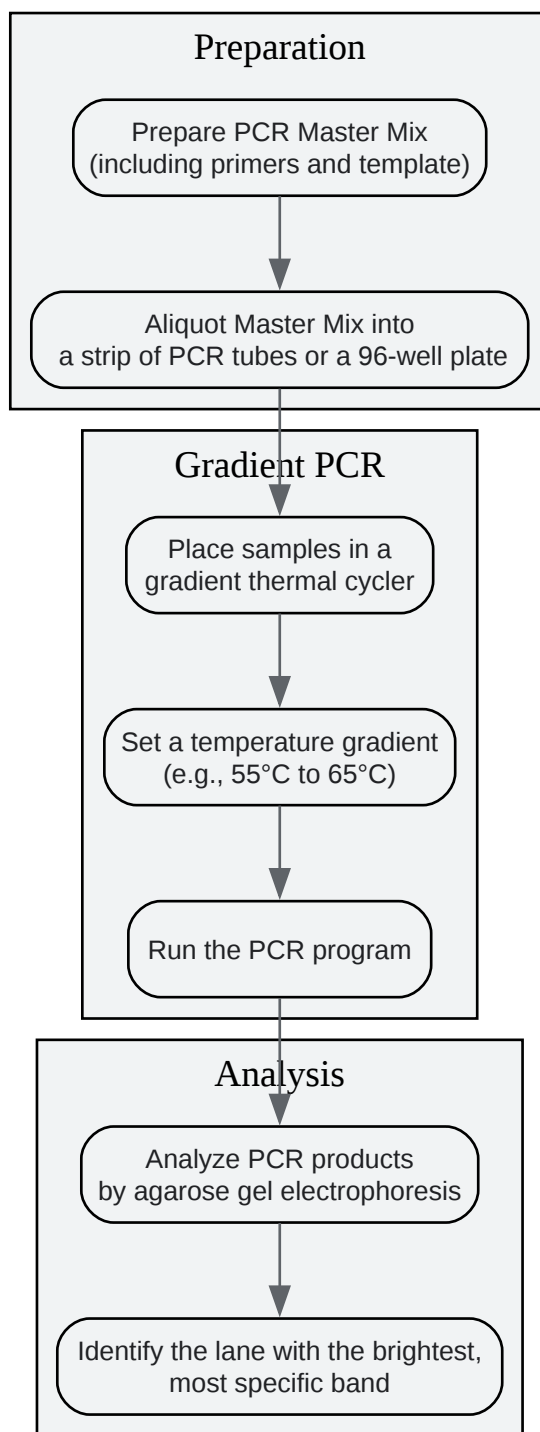 Preparation
Prepare PCR Master Mix
(including primers and template)
Aliquot Master Mix into
a strip of PCR tubes or a 96-well plate
Gradient PCR
Place samples in a
gradient thermal cycler
Set a temperature gradient
(e.g., 55°C to 65°C)
Run the PCR program
Analysis
Analyze PCR products
by agarose gel electrophoresis
Identify the lane with the brightest,
most specific band